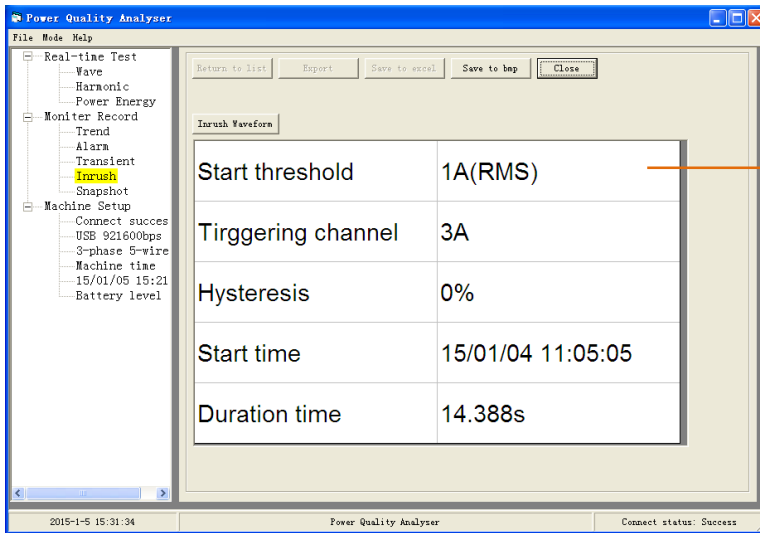 Power Quality Analyser
File Mode Help
Real-time Test
Wave
Harmonic
Power Energy
Moniter Record
Trend
Alarm
Transient
Inrush
Snapshot
Machine Setup
Connect succes
USB 921600bps
3-phase 5-wire
Machine time
15/01/05 15:21
Battery level
Return to list Export Save to excel Save to bmp Close
Inrush Waveform
Start threshold 1A(RMS)
Tirggering channel 3A
Hysteresis 0%
Start time 15/01/04 11:05:05
Duration time 14.388s
2015-1-5 15:31:34 Power Quality Analyser Connect status: Success